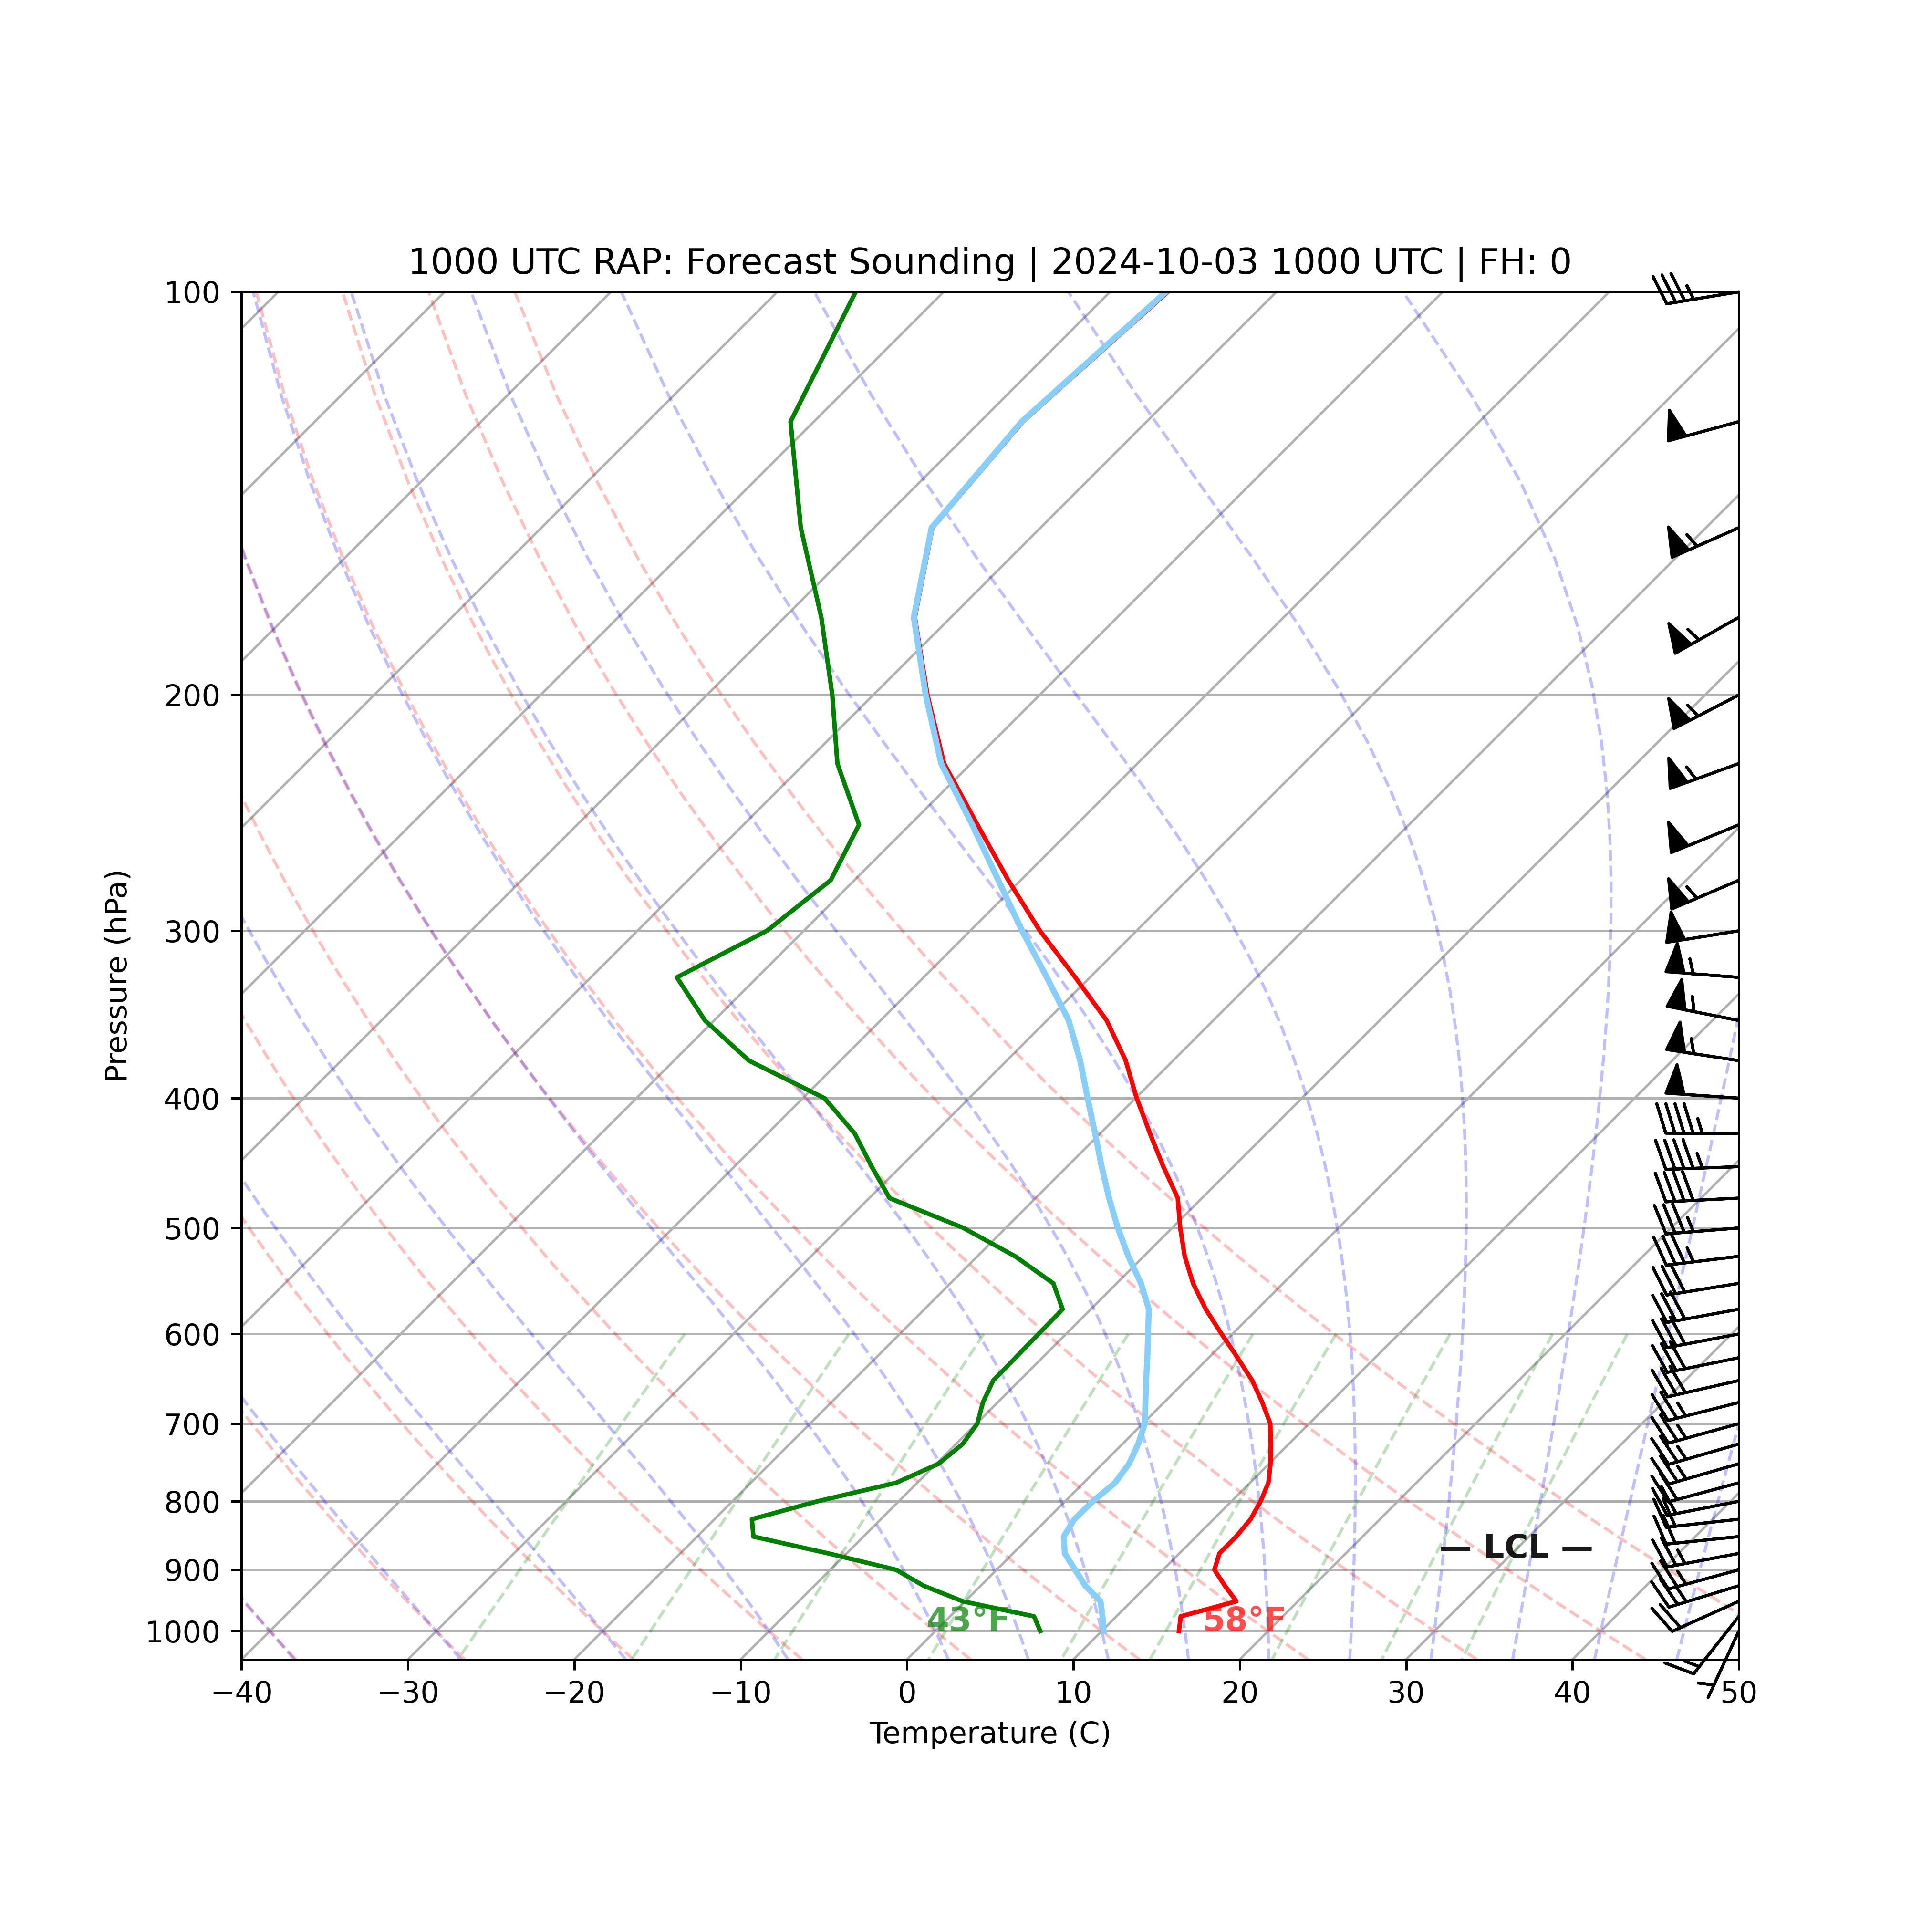 1000 UTC RAP: Forecast Sounding | 2024-10-03 1000 UTC | FH: 0
100
200
300
400
500
600
700
800
900
1000
Pressure (hPa)
— LCL —
43°F
58°F
−40 −30 −20 −10 0 10 20 30 40 50
Temperature (C)